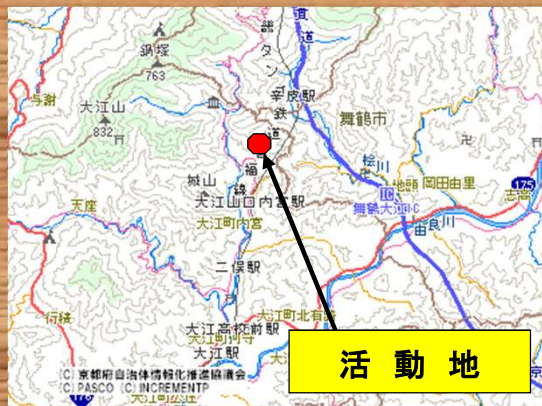 鍋塚
763
与謝
大江山
832
辛皮駅
舞鶴市
桧川
地頭
岡田由里
175
志高
IC
舞鶴大江IC
由良川
城山
天座
大江山口内宮駅
大江町内宮
二俣駅
行積
大江町北有路
大江高校前駅
大江駅
(C) 京都府自治体情報化推進協議会
(C) PASCO (C) INCREMENTP
活動地